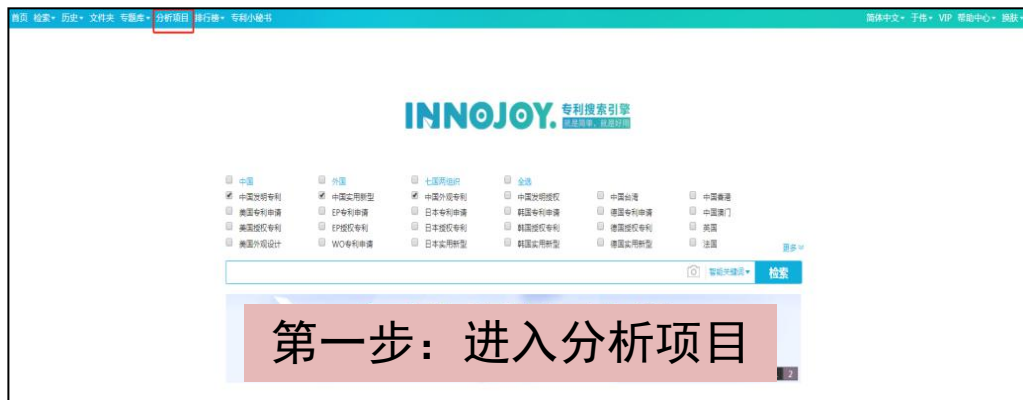 首页 检索 历史 文件夹 专题库 分析项目 排行榜 专利小秘书
简体中文 于伟 VIP 帮助中心 换肤
INNOJOY. 专利搜索引擎
就是简单，就是好用
中国 外国 七国两组织 全选
中国发明专利 中国实用新型 中国外观专利 中国发明授权 中国台湾 中国香港
美国专利申请 EP专利申请 日本专利申请 韩国专利申请 德国专利申请 中国澳门
美国授权专利 EP授权专利 日本授权专利 韩国授权专利 德国授权专利 英国
美国外观设计 WO专利申请 日本实用新型 韩国实用新型 德国实用新型 法国
更多
智能关键词 检索
第一步：进入分析项目
2